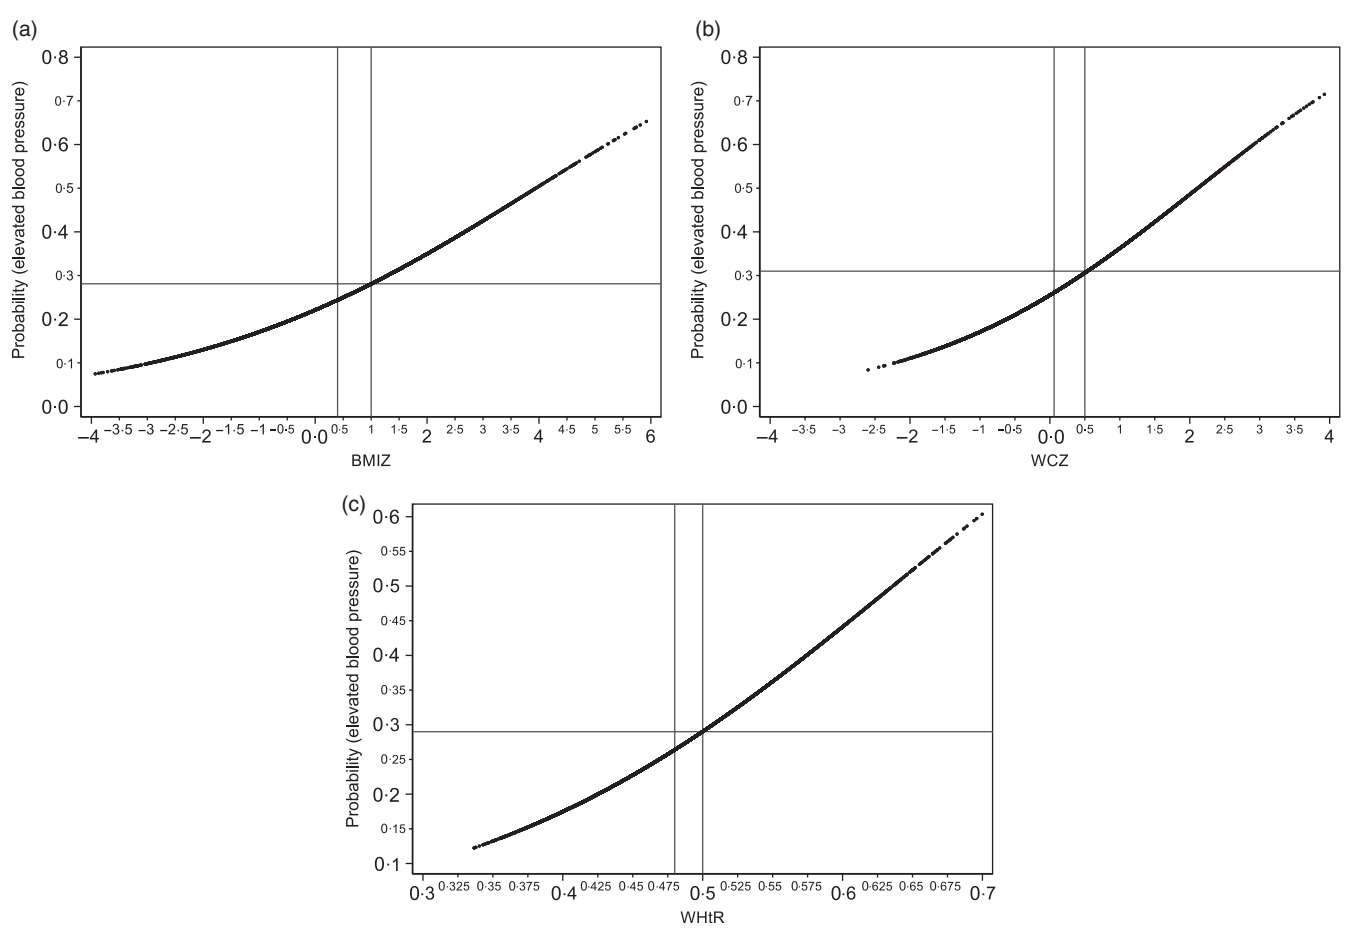 (a)
Probability (elevated blood pressure)
0·8
0·7
0·6
0·5
0·4
0·3
0·2
0·1
0·0
−4 −3·5 −3 −2·5 −2 −1·5 −1 −0·5 0·0 0·5 1 1·5 2 2·5 3 3·5 4 4·5 5 5·5 6
BMIZ
(b)
Probability (elevated blood pressure)
0·8
0·7
0·6
0·5
0·4
0·3
0·2
0·1
0·0
−4 −3·5 −3 −2·5 −2 −1·5 −1 −0·5 0·0 0·5 1 1·5 2 2·5 3 3·5 4
WCZ
(c)
Probability (elevated blood pressure)
0·6
0·55
0·5
0·45
0·4
0·35
0·3
0·25
0·2
0·15
0·1
0·3 0·325 0·35 0·375 0·4 0·425 0·45 0·475 0·5 0·525 0·55 0·575 0·6 0·625 0·65 0·675 0·7
WHtR